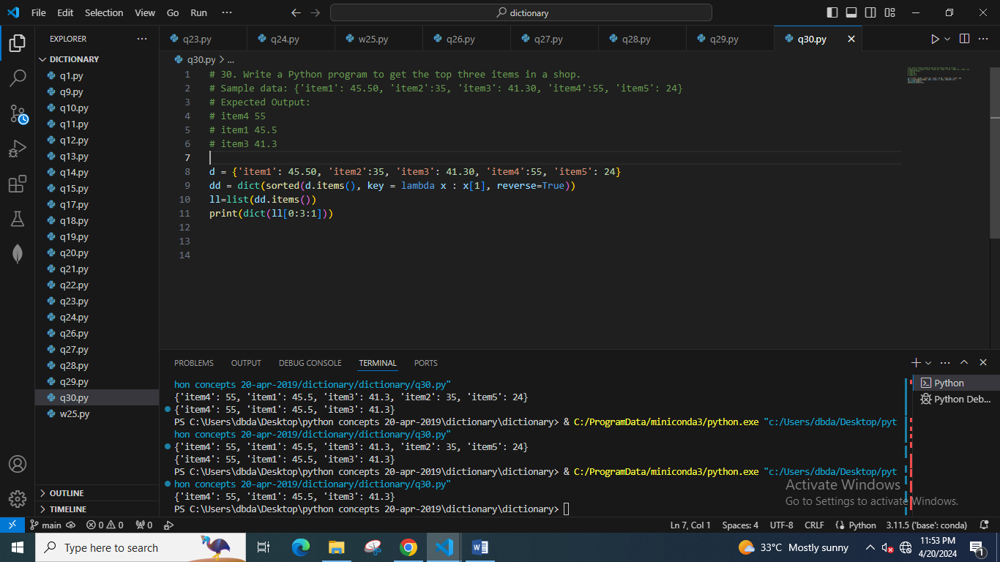 File Edit Selection View Go Run ··· dictionary
EXPLORER ···
DICTIONARY
q1.py
q9.py
q10.py
q11.py
q12.py
q13.py
q14.py
q15.py
q17.py
q18.py
q19.py
q20.py
q21.py
q22.py
q23.py
q24.py
q26.py
q27.py
q28.py
q29.py
q30.py
w25.py
OUTLINE
TIMELINE
q23.py q24.py w25.py q26.py q27.py q28.py q29.py q30.py
q30.py > ...
1 # 30. Write a Python program to get the top three items in a shop.
2 # Sample data: {'item1': 45.50, 'item2':35, 'item3': 41.30, 'item4':55, 'item5': 24}
3 # Expected Output:
4 # item4 55
5 # item1 45.5
6 # item3 41.3
7
8 d = {'item1': 45.50, 'item2':35, 'item3': 41.30, 'item4':55, 'item5': 24}
9 dd = dict(sorted(d.items(), key = lambda x : x[1], reverse=True))
10 ll=list(dd.items())
11 print(dict(ll[0:3:1]))
12
13
14
PROBLEMS OUTPUT DEBUG CONSOLE TERMINAL PORTS
hon concepts 20-apr-2019/dictionary/dictionary/q30.py"
{'item4': 55, 'item1': 45.5, 'item3': 41.3, 'item2': 35, 'item5': 24}
{'item4': 55, 'item1': 45.5, 'item3': 41.3}
PS C:\Users\dbda\Desktop\python concepts 20-apr-2019\dictionary\dictionary> & C:/ProgramData/miniconda3/python.exe "c:/Users/dbda/Desktop/pyt
hon concepts 20-apr-2019/dictionary/dictionary/q30.py"
{'item4': 55, 'item1': 45.5, 'item3': 41.3, 'item2': 35, 'item5': 24}
{'item4': 55, 'item1': 45.5, 'item3': 41.3}
PS C:\Users\dbda\Desktop\python concepts 20-apr-2019\dictionary\dictionary> & C:/ProgramData/miniconda3/python.exe "c:/Users/dbda/Desktop/pyt
hon concepts 20-apr-2019/dictionary/dictionary/q30.py"
{'item4': 55, 'item1': 45.5, 'item3': 41.3}
PS C:\Users\dbda\Desktop\python concepts 20-apr-2019\dictionary\dictionary>
Python
Python Deb...
Activate Windows
Go to Settings to activate Windows.
main 0 0 0 Ln 7, Col 1 Spaces: 4 UTF-8 CRLF Python 3.11.5 ('base': conda)
Type here to search 33°C Mostly sunny 11:53 PM
4/20/2024
1